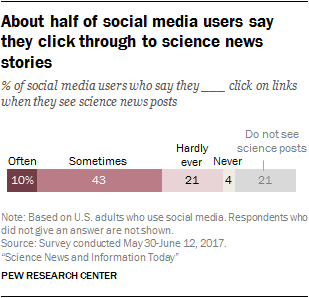 About half of social media users say
they click through to science news
stories
% of social media users who say they ___ click on links
when they see science news posts
Often
Sometimes
Hardly
ever
Never
Do not see
science posts
10%
43
21
4
21
Note: Based on U.S. adults who use social media. Respondents who
did not give an answer are not shown.
Source: Survey conducted May 30-June 12, 2017.
“Science News and Information Today”
PEW RESEARCH CENTER